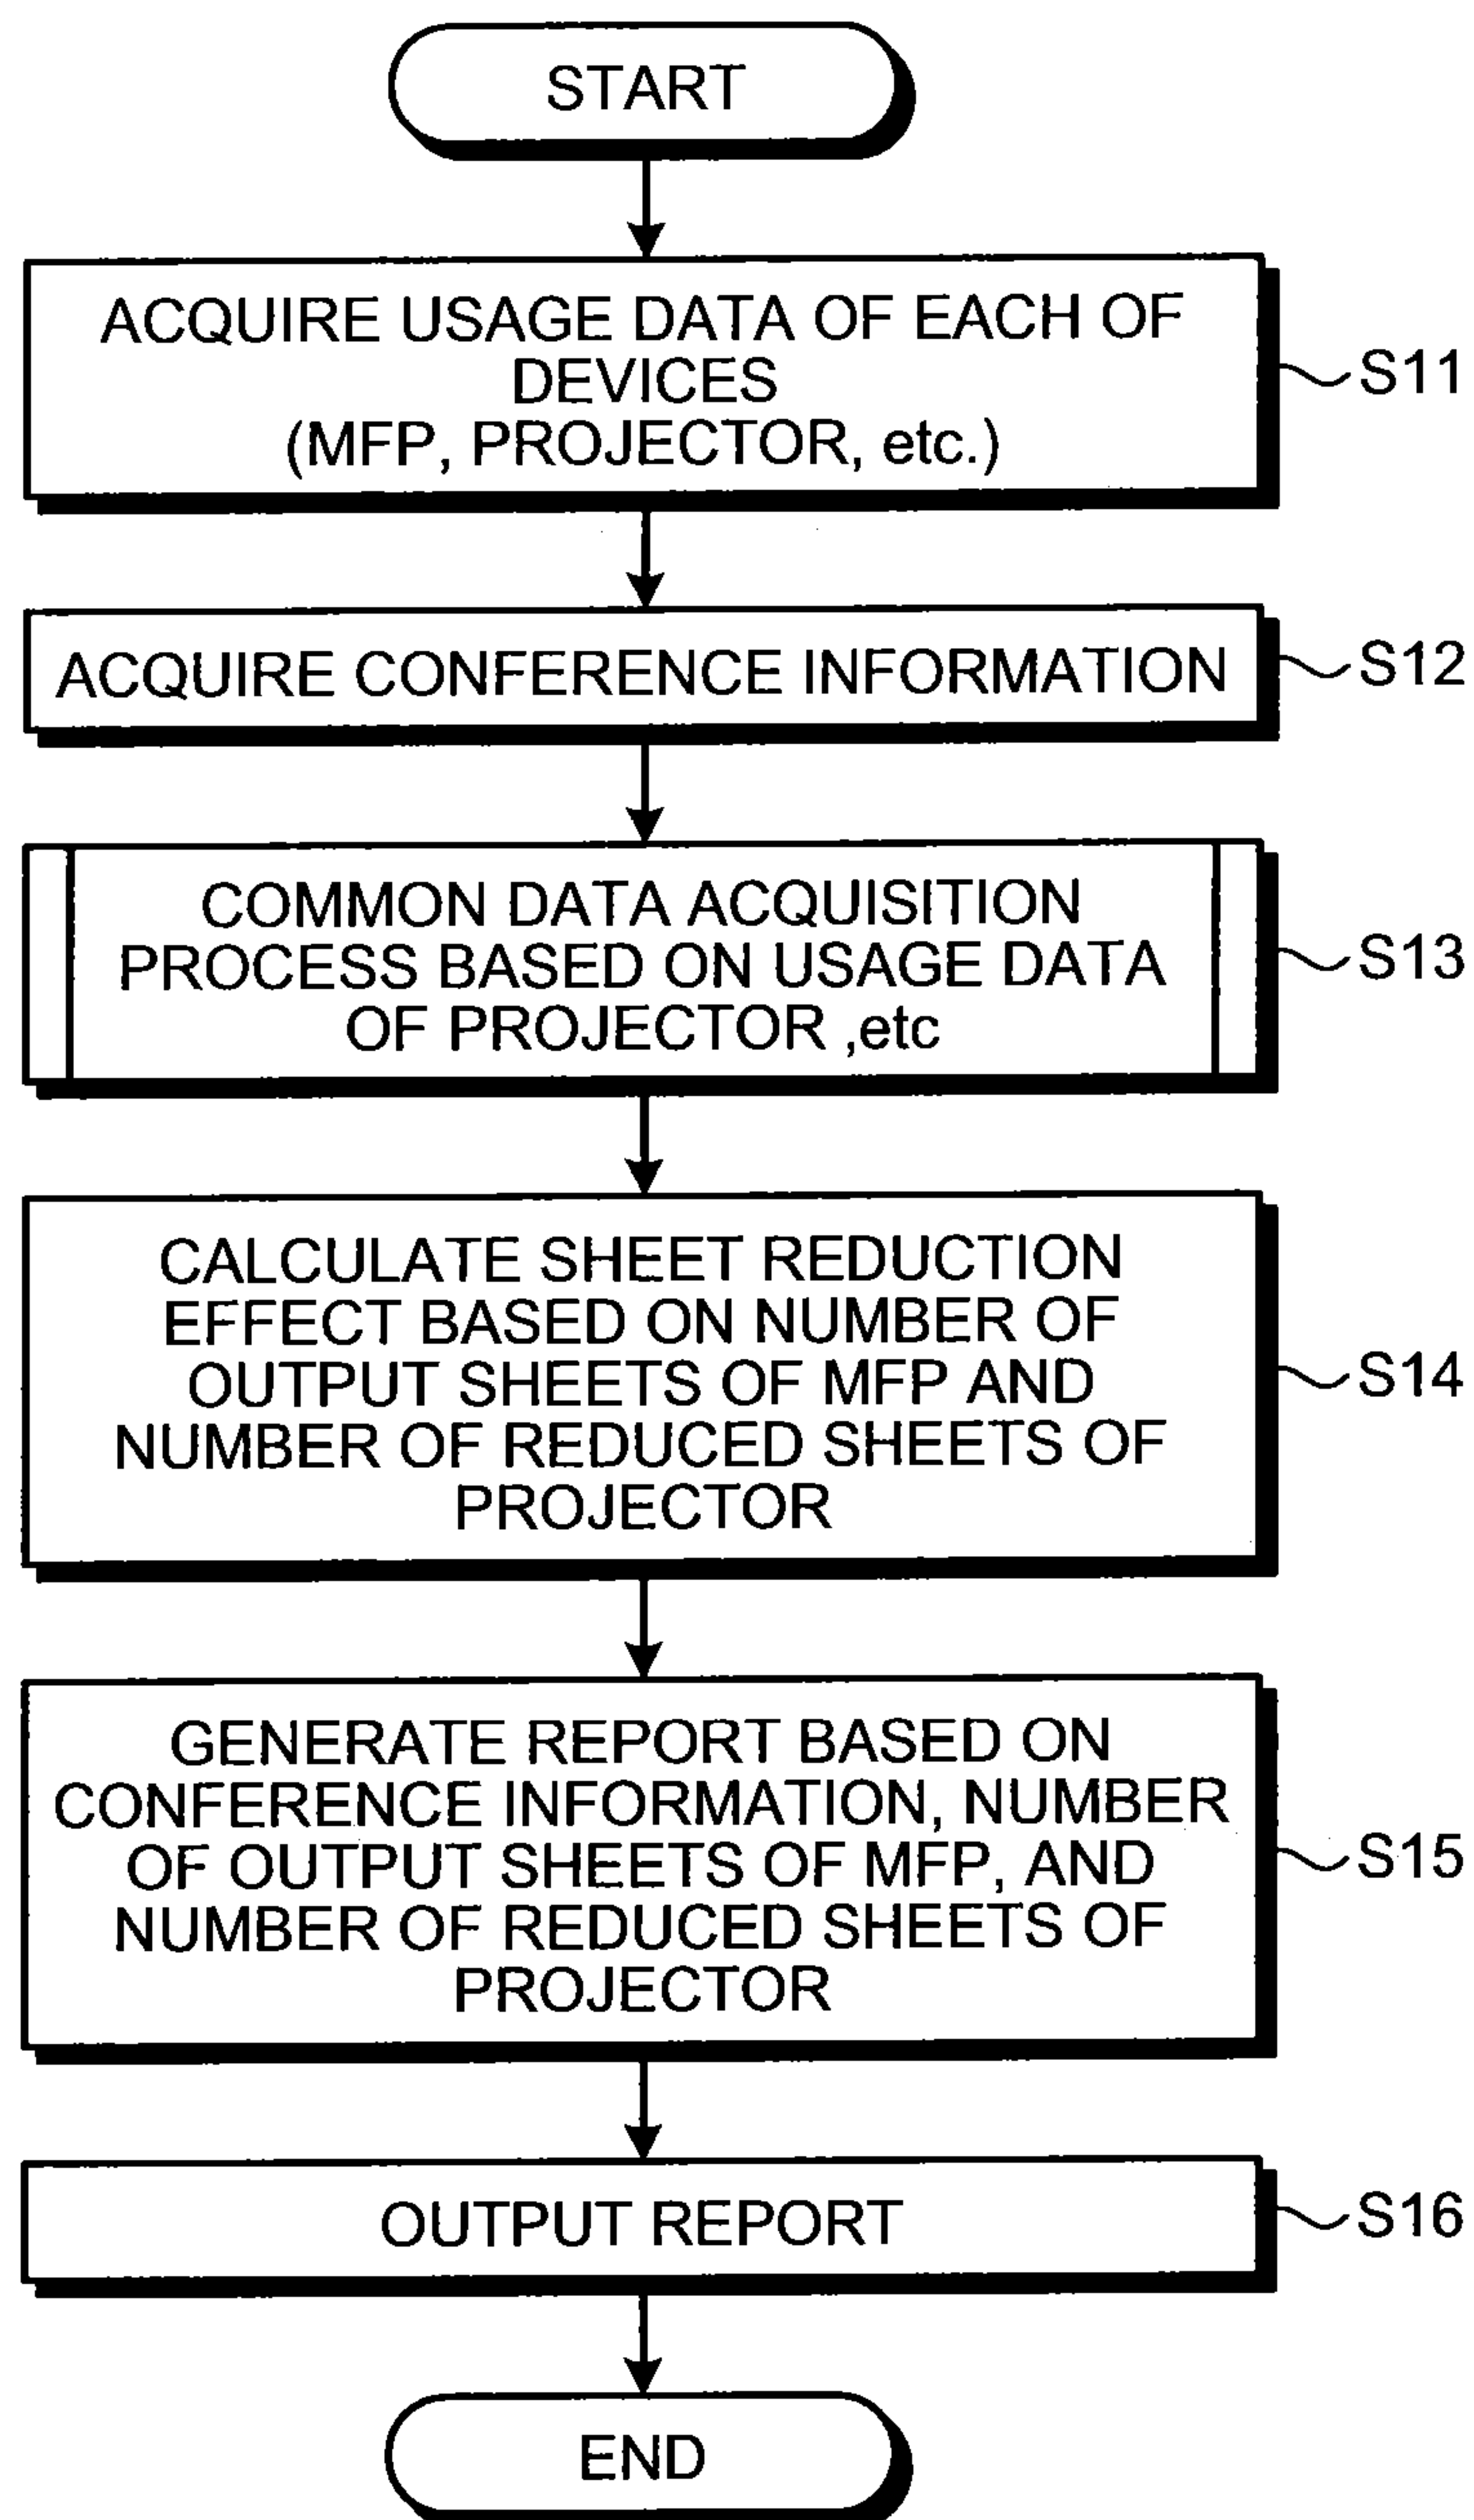 START
ACQUIRE USAGE DATA OF EACH OF
DEVICES
(MFP, PROJECTOR, etc.)
S11
ACQUIRE CONFERENCE INFORMATION
S12
COMMON DATA ACQUISITION
PROCESS BASED ON USAGE DATA
OF PROJECTOR ,etc
S13
CALCULATE SHEET REDUCTION
EFFECT BASED ON NUMBER OF
OUTPUT SHEETS OF MFP AND
NUMBER OF REDUCED SHEETS OF
PROJECTOR
S14
GENERATE REPORT BASED ON
CONFERENCE INFORMATION, NUMBER
OF OUTPUT SHEETS OF MFP, AND
NUMBER OF REDUCED SHEETS OF
PROJECTOR
S15
OUTPUT REPORT
S16
END